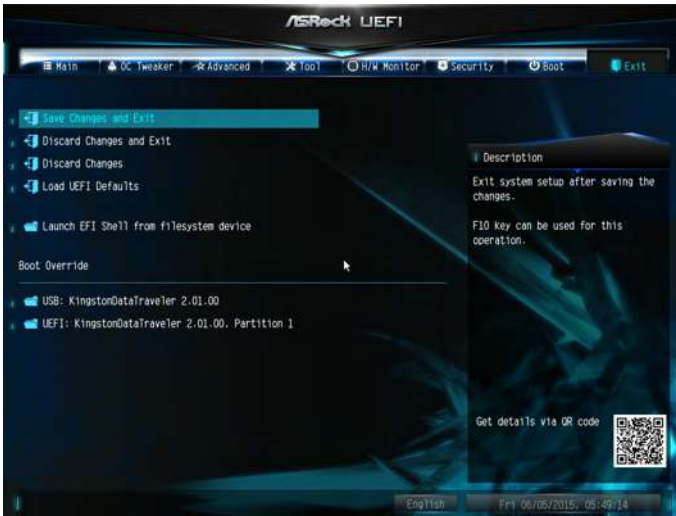 ASRock UEFI
Main
OC Tweaker
Advanced
Tool
H/W Monitor
Security
Boot
Exit
Save Changes and Exit
Discard Changes and Exit
Discard Changes
Load UEFI Defaults
Launch EFI Shell from filesystem device
Boot Override
USB: KingstonDataTraveler 2.01.00
UEFI: KingstonDataTraveler 2.01.00, Partition 1
Description
Exit system setup after saving the
changes.
F10 key can be used for this
operation.
Get details via QR code
English
Fri 06/05/2015, 05:49:14